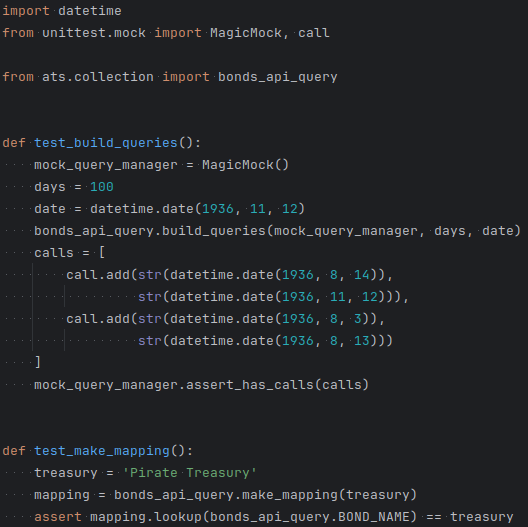 import datetime
from unittest.mock import MagicMock, call

from ats.collection import bonds_api_query


def test_build_queries():
    mock_query_manager = MagicMock()
    days = 100
    date = datetime.date(1936, 11, 12)
    bonds_api_query.build_queries(mock_query_manager, days, date)
    calls = [
        call.add(str(datetime.date(1936, 8, 14)),
                 str(datetime.date(1936, 11, 12))),
        call.add(str(datetime.date(1936, 8, 3)),
                 str(datetime.date(1936, 8, 13)))
    ]
    mock_query_manager.assert_has_calls(calls)


def test_make_mapping():
    treasury = 'Pirate Treasury'
    mapping = bonds_api_query.make_mapping(treasury)
    assert mapping.lookup(bonds_api_query.BOND_NAME) == treasury